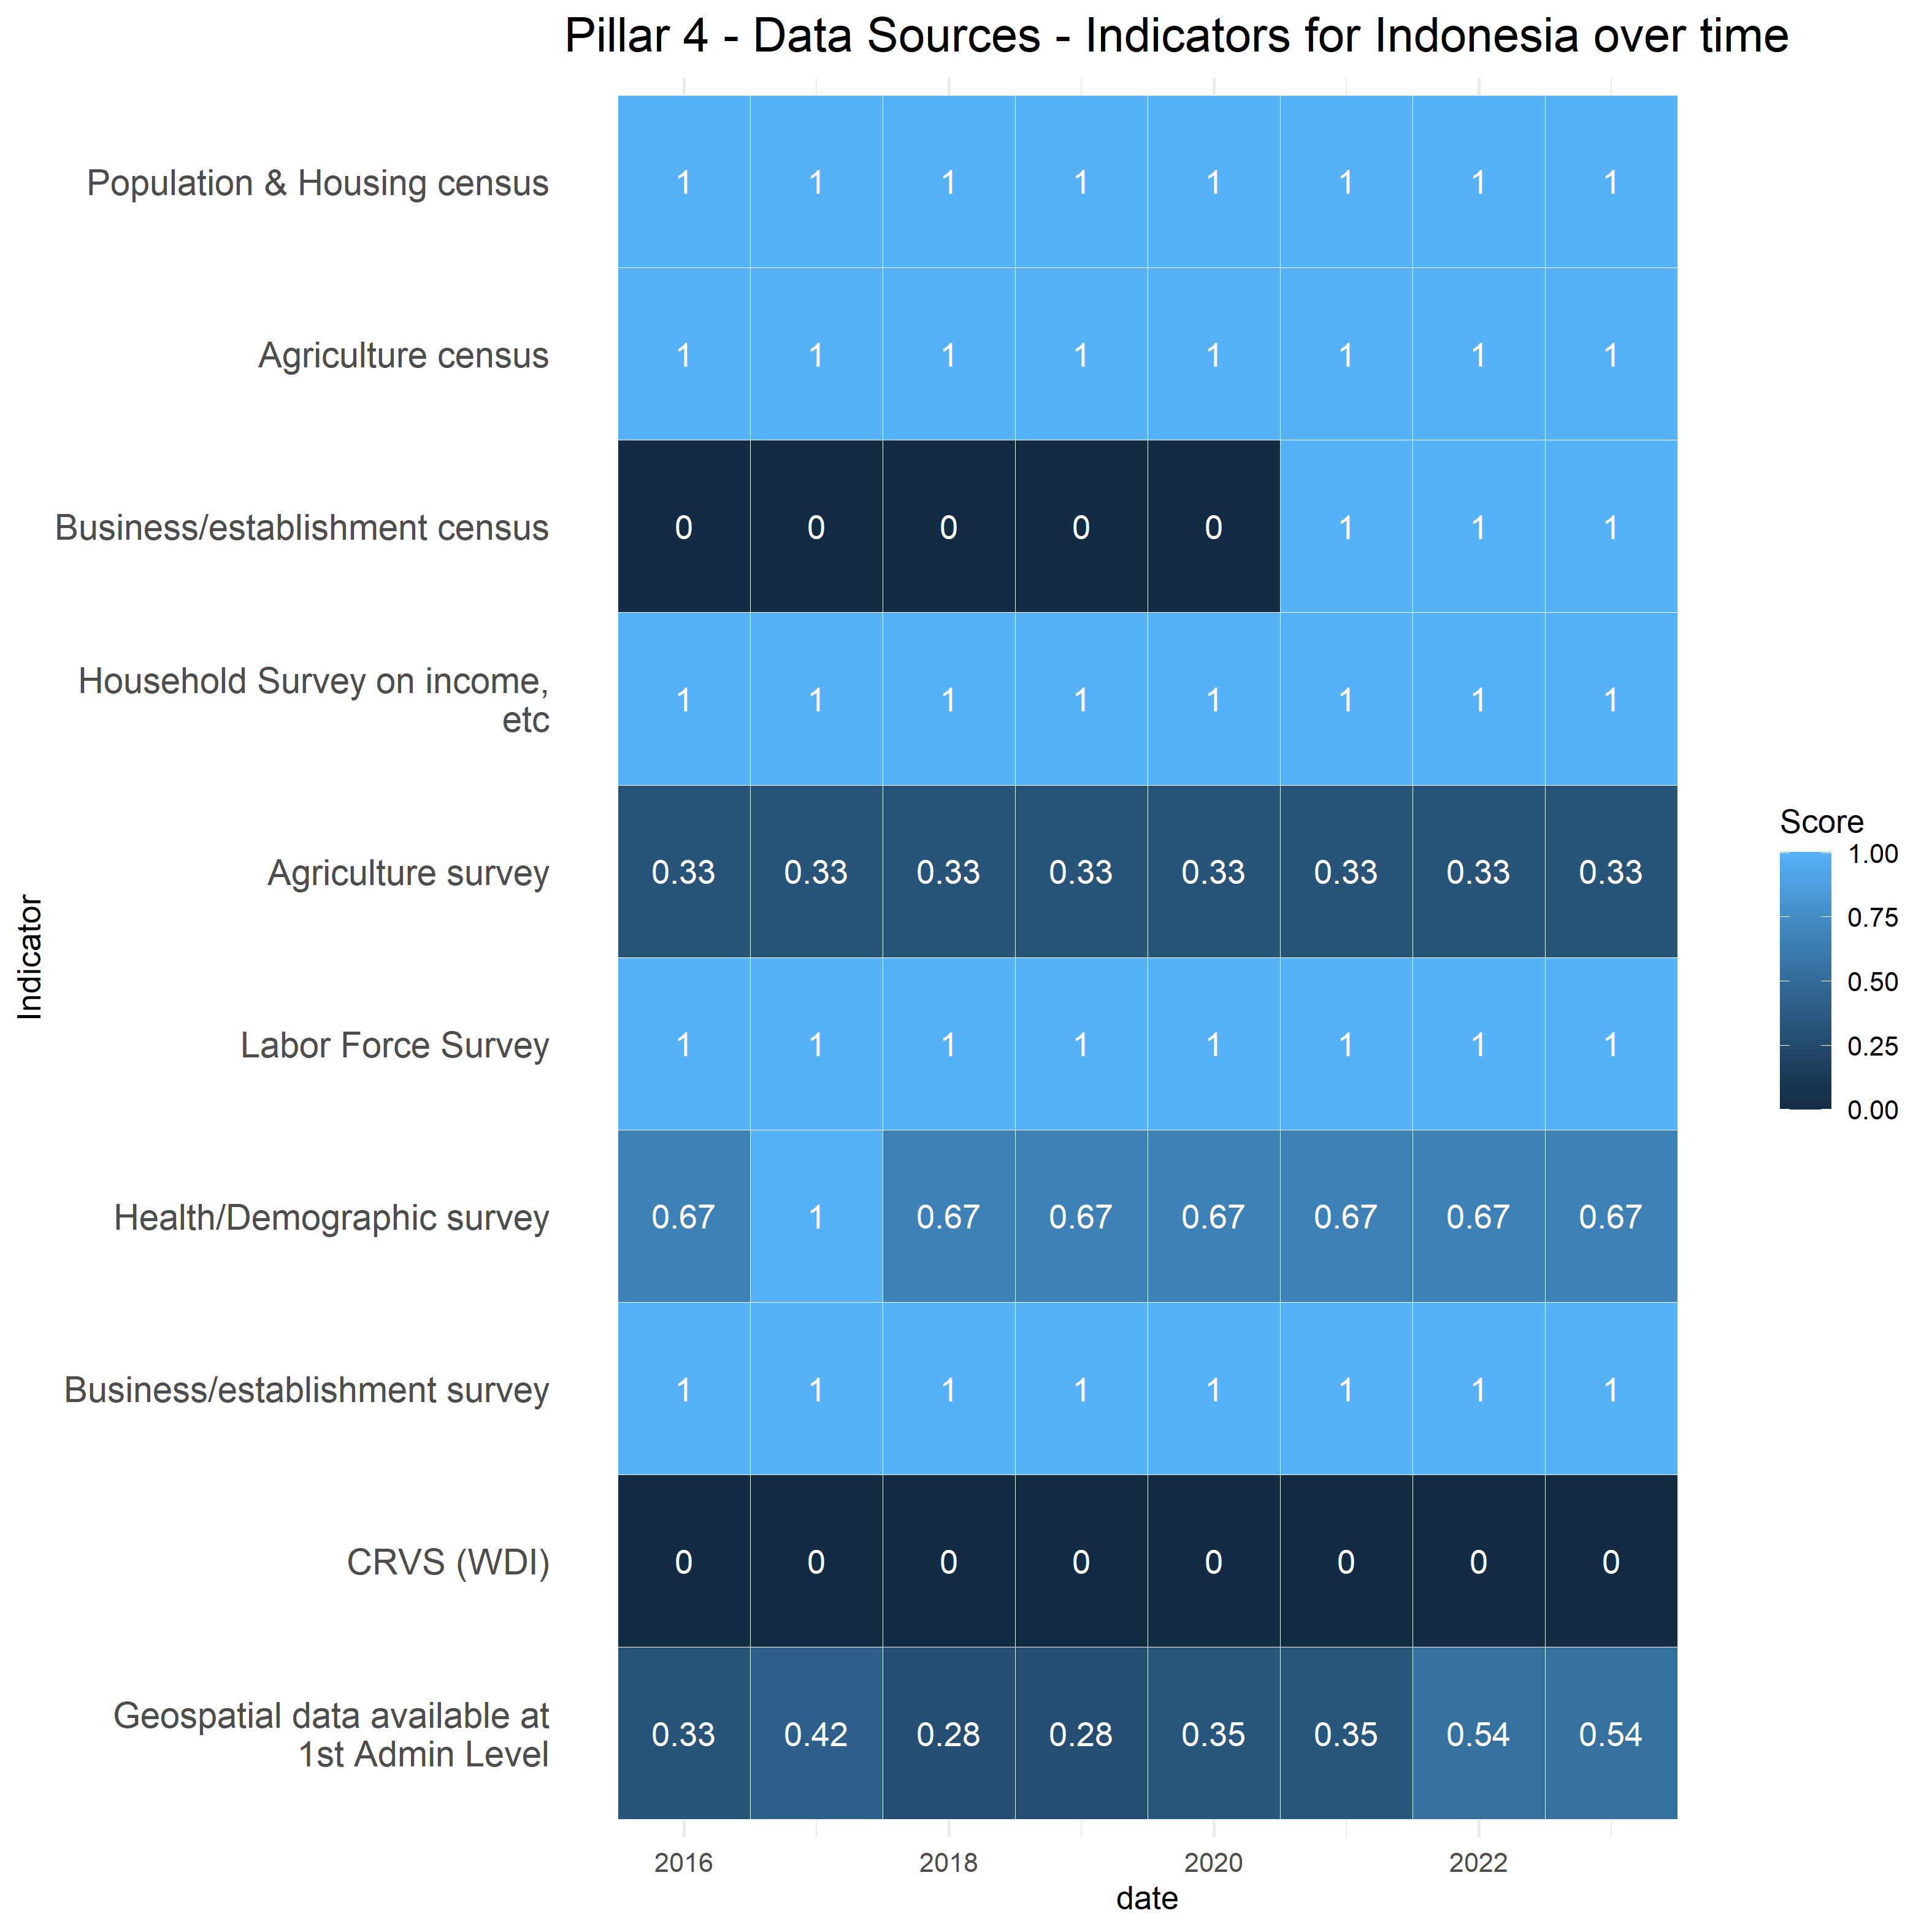 Pillar 4 - Data Sources - Indicators for Indonesia over time
Population & Housing census
1 1 1 1 1 1 1 1
Agriculture census
1 1 1 1 1 1 1 1
Business/establishment census
0 0 0 0 0 1 1 1
Household Survey on income,
etc
1 1 1 1 1 1 1 1
Agriculture survey
0.33 0.33 0.33 0.33 0.33 0.33 0.33 0.33
Labor Force Survey
1 1 1 1 1 1 1 1
Health/Demographic survey
0.67 1 0.67 0.67 0.67 0.67 0.67 0.67
Business/establishment survey
1 1 1 1 1 1 1 1
CRVS (WDI)
0 0 0 0 0 0 0 0
Geospatial data available at
1st Admin Level
0.33 0.42 0.28 0.28 0.35 0.35 0.54 0.54
2016 2018 2020 2022
date
Indicator
Score
1.00
0.75
0.50
0.25
0.00